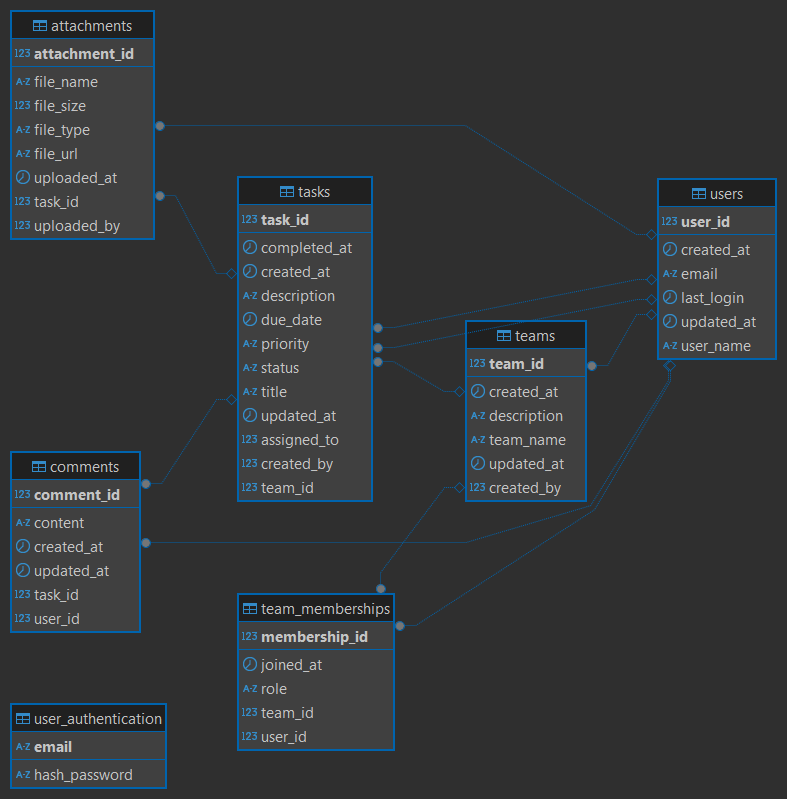 attachments
123 attachment_id
A-Z file_name
123 file_size
A-Z file_type
A-Z file_url
uploaded_at
123 task_id
123 uploaded_by
tasks
123 task_id
completed_at
created_at
A-Z description
due_date
A-Z priority
A-Z status
A-Z title
updated_at
123 assigned_to
123 created_by
123 team_id
users
123 user_id
created_at
A-Z email
last_login
updated_at
A-Z user_name
teams
123 team_id
created_at
A-Z description
A-Z team_name
updated_at
123 created_by
comments
123 comment_id
A-Z content
created_at
updated_at
123 task_id
123 user_id
team_memberships
123 membership_id
joined_at
A-Z role
123 team_id
123 user_id
user_authentication
A-Z email
A-Z hash_password